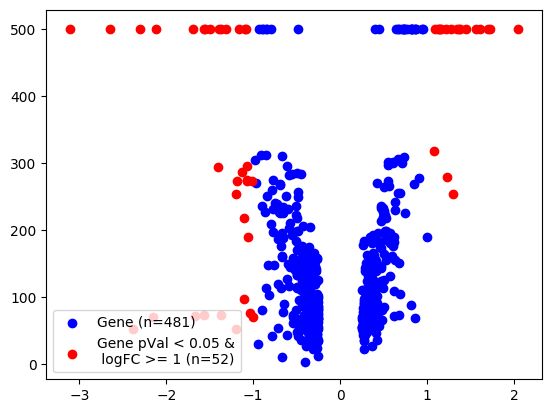 500
400
300
200
100
0
Gene (n=481)
Gene pVal < 0.05 &
logFC >= 1 (n=52)
−3 −2 −1 0 1 2